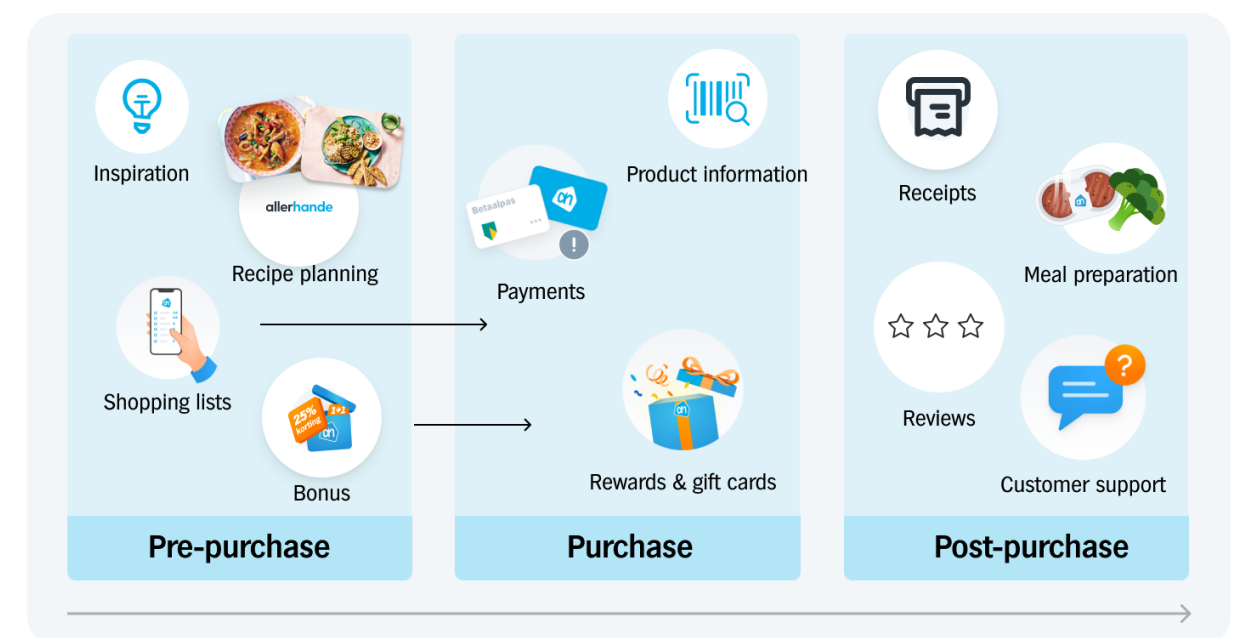 Inspiration
allerhande
Recipe planning
Shopping lists
25%
korting
1+1
Bonus
Pre-purchase
Product information
Betaalpas
Payments
Rewards & gift cards
Purchase
Receipts
Meal preparation
Reviews
?
Customer support
Post-purchase